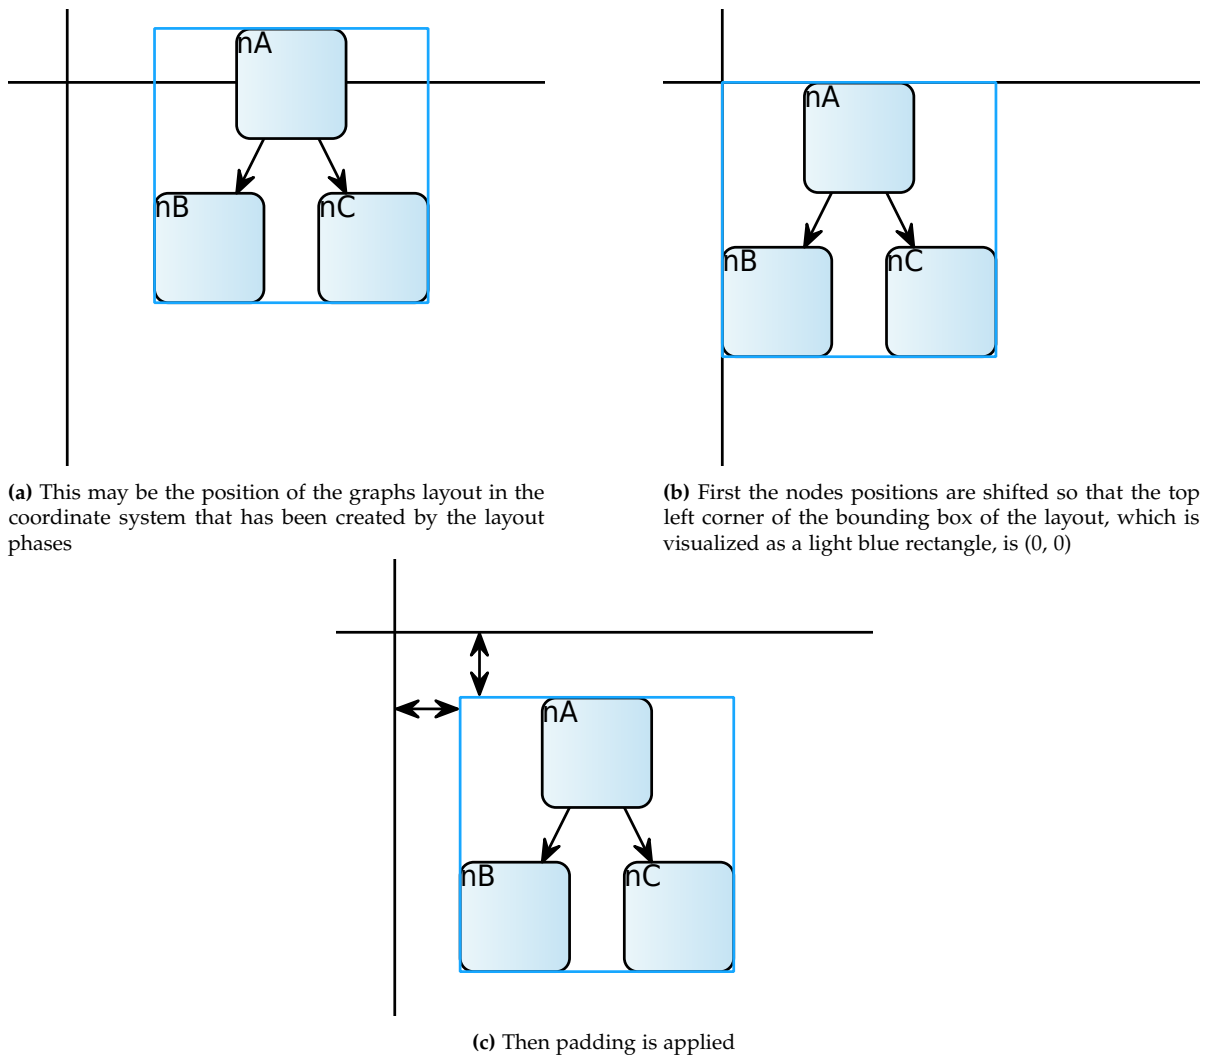 nA
nB
nC
nA
nB
nC
(a) This may be the position of the graphs layout in the
coordinate system that has been created by the layout
phases
(b) First the nodes positions are shifted so that the top
left corner of the bounding box of the layout, which is
visualized as a light blue rectangle, is (0, 0)
nA
nB
nC
(c) Then padding is applied